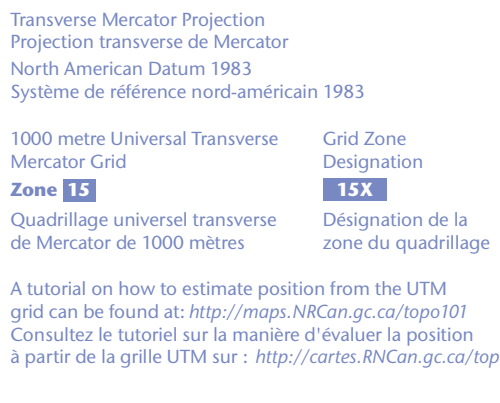 Transverse Mercator Projection
Projection transverse de Mercator
North American Datum 1983
Système de référence nord-américain 1983
1000 metre Universal Transverse
Mercator Grid
Zone 15
Quadrillage universel transverse
de Mercator de 1000 mètres
Grid Zone
Designation
15X
Désignation de la
zone du quadrillage
A tutorial on how to estimate position from the UTM
grid can be found at: http://maps.NRCan.gc.ca/topo101
Consultez le tutoriel sur la manière d'évaluer la position
à partir de la grille UTM sur : http://cartes.RNCan.gc.ca/top